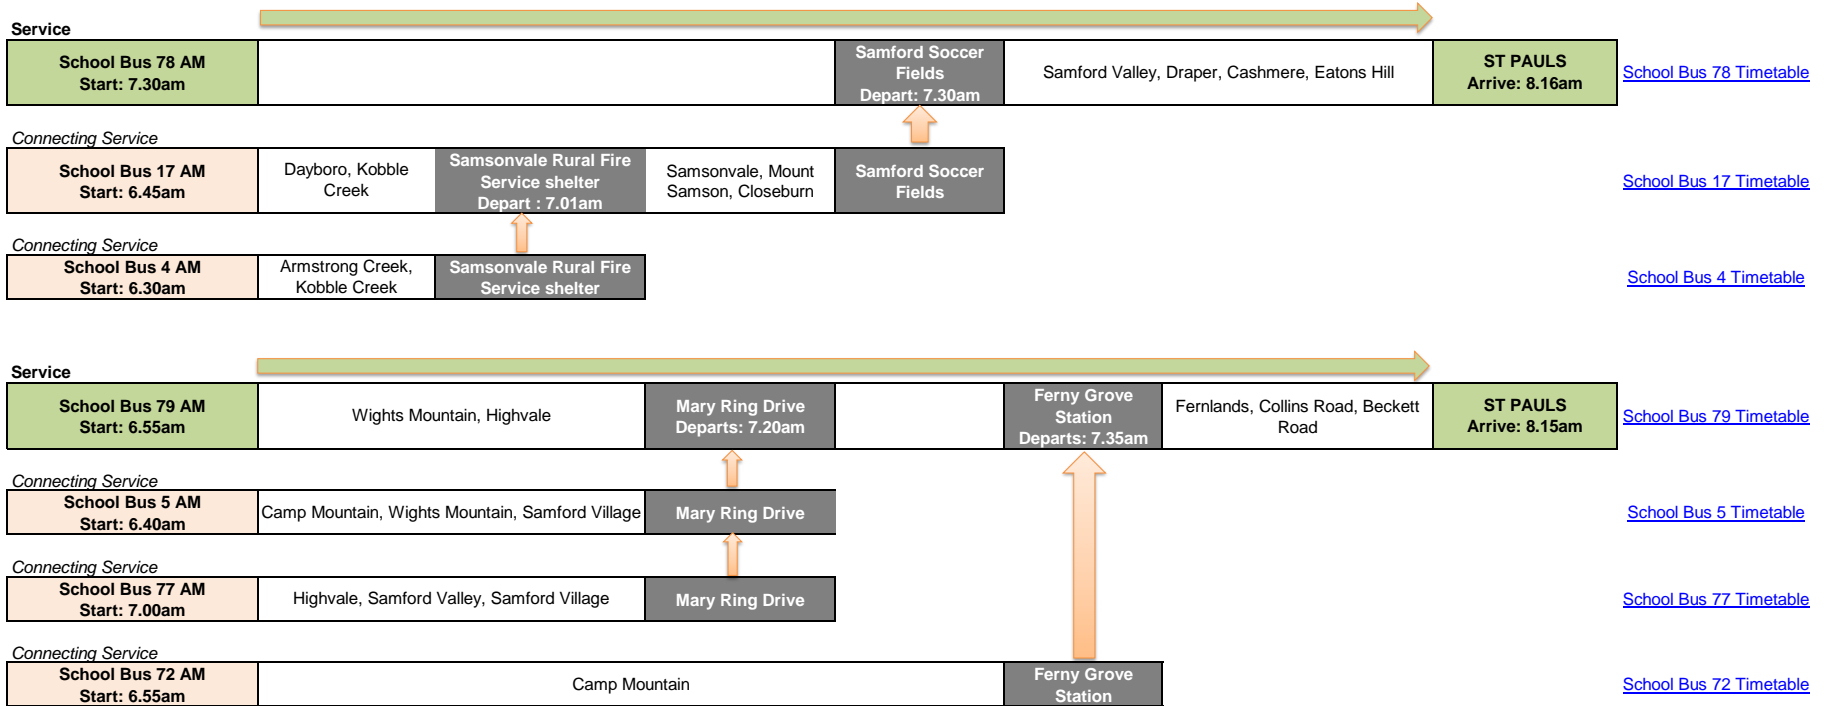 Service
School Bus 78 AM
Start: 7.30am
Samford Soccer
Fields
Depart: 7.30am
Samford Valley, Draper, Cashmere, Eatons Hill
ST PAULS
Arrive: 8.16am
School Bus 78 Timetable
Connecting Service
School Bus 17 AM
Start: 6.45am
Dayboro, Kobble
Creek
Samsonvale Rural Fire
Service shelter
Depart : 7.01am
Samsonvale, Mount
Samson, Closeburn
Samford Soccer
Fields
School Bus 17 Timetable
Connecting Service
School Bus 4 AM
Start: 6.30am
Armstrong Creek,
Kobble Creek
Samsonvale Rural Fire
Service shelter
School Bus 4 Timetable
Service
School Bus 79 AM
Start: 6.55am
Wights Mountain, Highvale
Mary Ring Drive
Departs: 7.20am
Ferny Grove
Station
Departs: 7.35am
Fernlands, Collins Road, Beckett
Road
ST PAULS
Arrive: 8.15am
School Bus 79 Timetable
Connecting Service
School Bus 5 AM
Start: 6.40am
Camp Mountain, Wights Mountain, Samford Village
Mary Ring Drive
School Bus 5 Timetable
Connecting Service
School Bus 77 AM
Start: 7.00am
Highvale, Samford Valley, Samford Village
Mary Ring Drive
School Bus 77 Timetable
Connecting Service
School Bus 72 AM
Start: 6.55am
Camp Mountain
Ferny Grove
Station
School Bus 72 Timetable